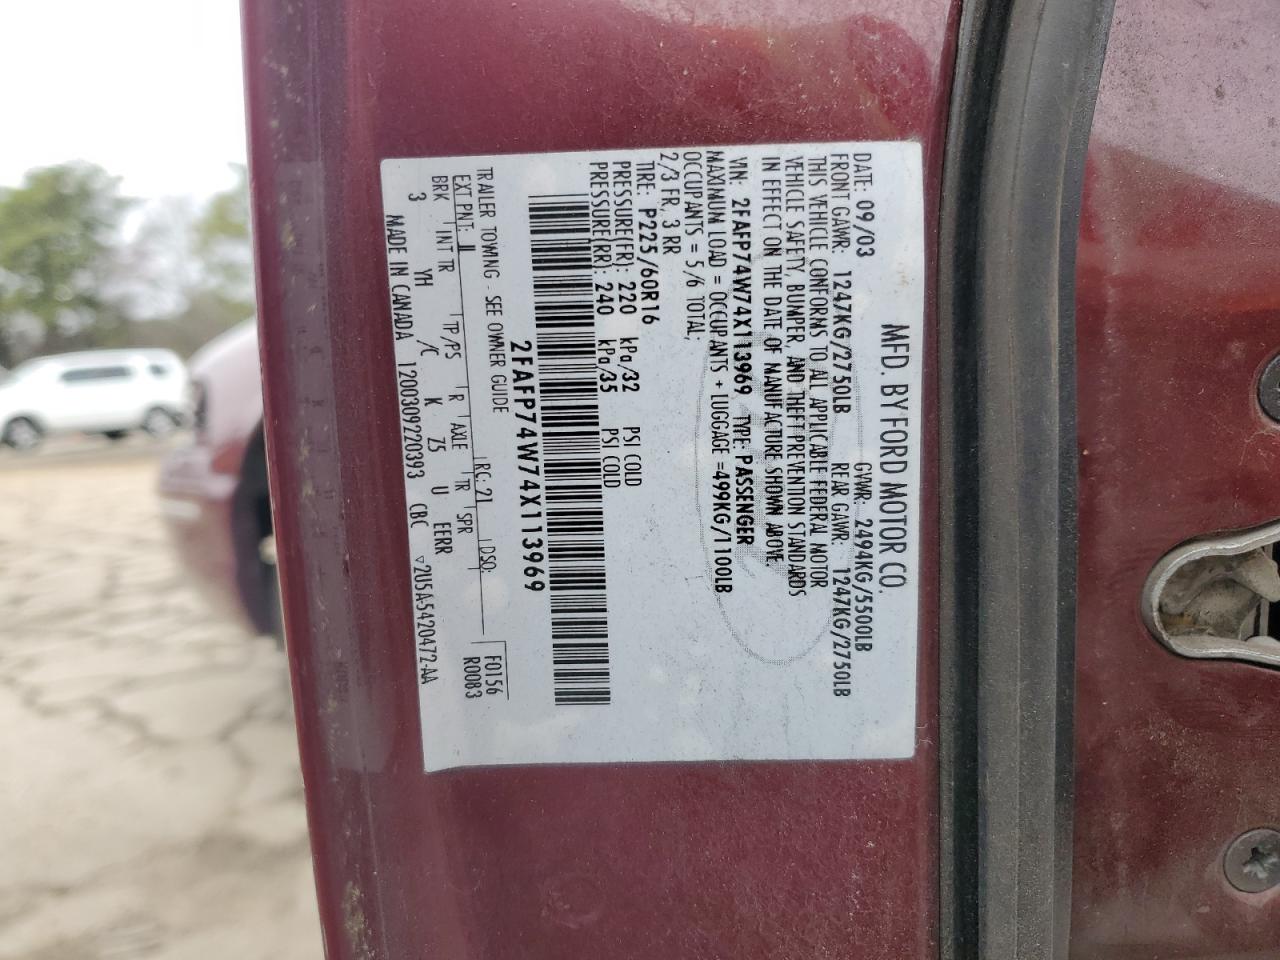 MFD. BY FORD MOTOR CO.
DATE: 09/03 GVWR: 2494KG/5500LB
FRONT GAWR: 1247KG/2750LB REAR GAWR: 1247KG/2750LB
THIS VEHICLE CONFORMS TO ALL APPLICABLE FEDERAL MOTOR
VEHICLE SAFETY, BUMPER, AND THEFT PREVENTION STANDARDS
IN EFFECT ON THE DATE OF MANUFACTURE SHOWN ABOVE.
VIN: 2FAFP74W74X113969 TYPE: PASSENGER
MAXIMUM LOAD = OCCUPANTS + LUGGAGE =499KG/1100LB
OCCUPANTS = 5/6 TOTAL;
2/3 FR, 3 RR
TIRE: P225/60R16
PRESSURE(FR): 220 kPa/32 PSI COLD
PRESSURE(RR): 240 kPa/35 PSI COLD
2FAFP74W74X113969
F0156
R0083
TRAILER TOWING - SEE OWNER GUIDE RC: 21 DSO:
EXT PNT: JL
BRK INT TR TP/PS R AXLE TR SPR
3 YH /C K Z5 U EFRR
MADE IN CANADA 1200309220393 CBC 2U5A-5420472-AA